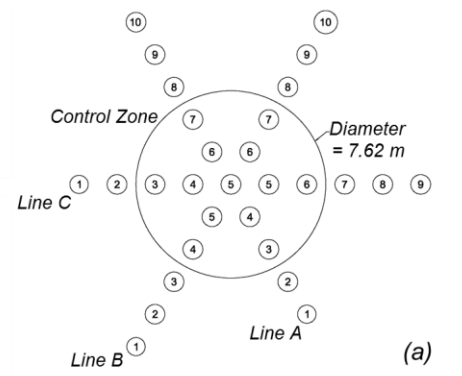 10 10
9 9
8 8
Control Zone 7 7 Diameter
= 7.62 m
6 6
1 2 3 4 5 5 6 7 8 9
Line C
5 4
4 3
3 2
2 1
Line A
Line B 1
(a)